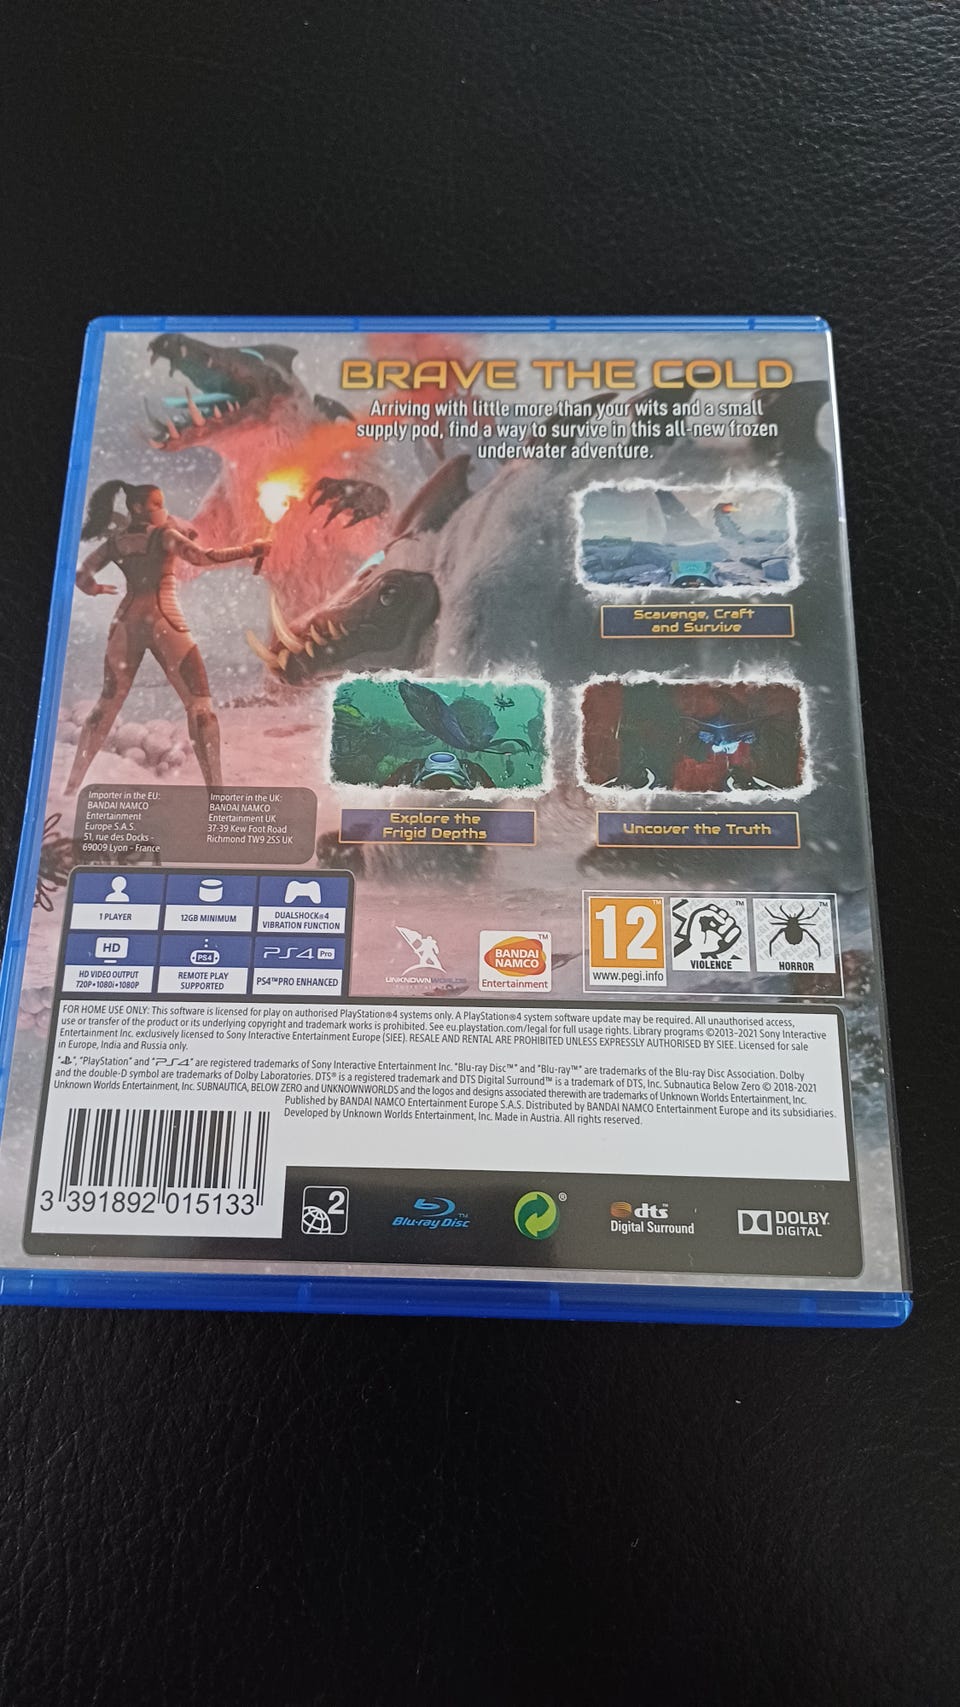 BRAVE THE COLD
Arriving with little more than your wits and a small
supply pod, find a way to survive in this all-new frozen
underwater adventure.
Scavenge, Craft
and Survive
Explore the
Frigid Depths
Uncover the Truth
Importer in the EU:
BANDAI NAMCO
Entertainment
Europe S.A.S.
51, rue des Docks -
69009 Lyon - France
Importer in the UK:
BANDAI NAMCO
Entertainment UK
37-39 Kew Foot Road
Richmond TW9 2SS UK
1 PLAYER
12GB MINIMUM
DUALSHOCK®4
VIBRATION FUNCTION
HD
HD VIDEO OUTPUT
720P•1080i•1080P
PS4
REMOTE PLAY
SUPPORTED
PS4 Pro
PS4™PRO ENHANCED
UNKNOWN WORLDS
BANDAI
NAMCO
Entertainment
™
12
™
www.pegi.info
™
VIOLENCE
™
HORROR
FOR HOME USE ONLY: This software is licensed for play on authorised PlayStation®4 systems only. A PlayStation®4 system software update may be required. All unauthorised access,
use or transfer of the product or its underlying copyright and trademark works is prohibited. See eu.playstation.com/legal for full usage rights. Library programs ©2013-2021 Sony Interactive
Entertainment Inc. exclusively licensed to Sony Interactive Entertainment Europe (SIEE). RESALE AND RENTAL ARE PROHIBITED UNLESS EXPRESSLY AUTHORISED BY SIEE. Licensed for sale
in Europe, India and Russia only.
" ", "PlayStation" and "PS4" are registered trademarks of Sony Interactive Entertainment Inc. "Blu-ray Disc™" and "Blu-ray™" are trademarks of the Blu-ray Disc Association. Dolby
and the double-D symbol are trademarks of Dolby Laboratories. DTS® is a registered trademark and DTS Digital Surround™ is a trademark of DTS, Inc. Subnautica Below Zero © 2018-2021
Unknown Worlds Entertainment, Inc. SUBNAUTICA, BELOW ZERO and UNKNOWNWORLDS and the logos and designs associated therewith are trademarks of Unknown Worlds Entertainment, Inc.
Published by BANDAI NAMCO Entertainment Europe S.A.S. Distributed by BANDAI NAMCO Entertainment Europe and its subsidiaries.
Developed by Unknown Worlds Entertainment, Inc. Made in Austria. All rights reserved.
3 391892 015133
2
Blu-ray Disc™
®
dts™
Digital Surround
DOLBY.
DIGITAL